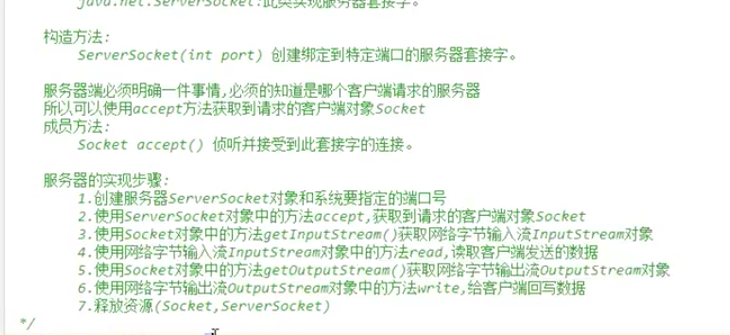 java.net.ServerSocket:此类实现服务器套接字。
构造方法:
ServerSocket(int port) 创建绑定到特定端口的服务器套接字。
服务器端必须明确一件事情,必须的知道是哪个客户端请求的服务器
所以可以使用accept方法获取到请求的客户端对象Socket
成员方法:
Socket accept() 侦听并接受到此套接字的连接。
服务器的实现步骤:
1.创建服务器ServerSocket对象和系统要指定的端口号
2.使用ServerSocket对象中的方法accept,获取到请求的客户端对象Socket
3.使用Socket对象中的方法getInputStream()获取网络字节输入流InputStream对象
4.使用网络字节输入流InputStream对象中的方法read,读取客户端发送的数据
5.使用Socket对象中的方法getOutputStream()获取网络字节输出流OutputStream对象
6.使用网络字节输出流OutputStream对象中的方法write,给客户端回写数据
7.释放资源(Socket,ServerSocket)
*/